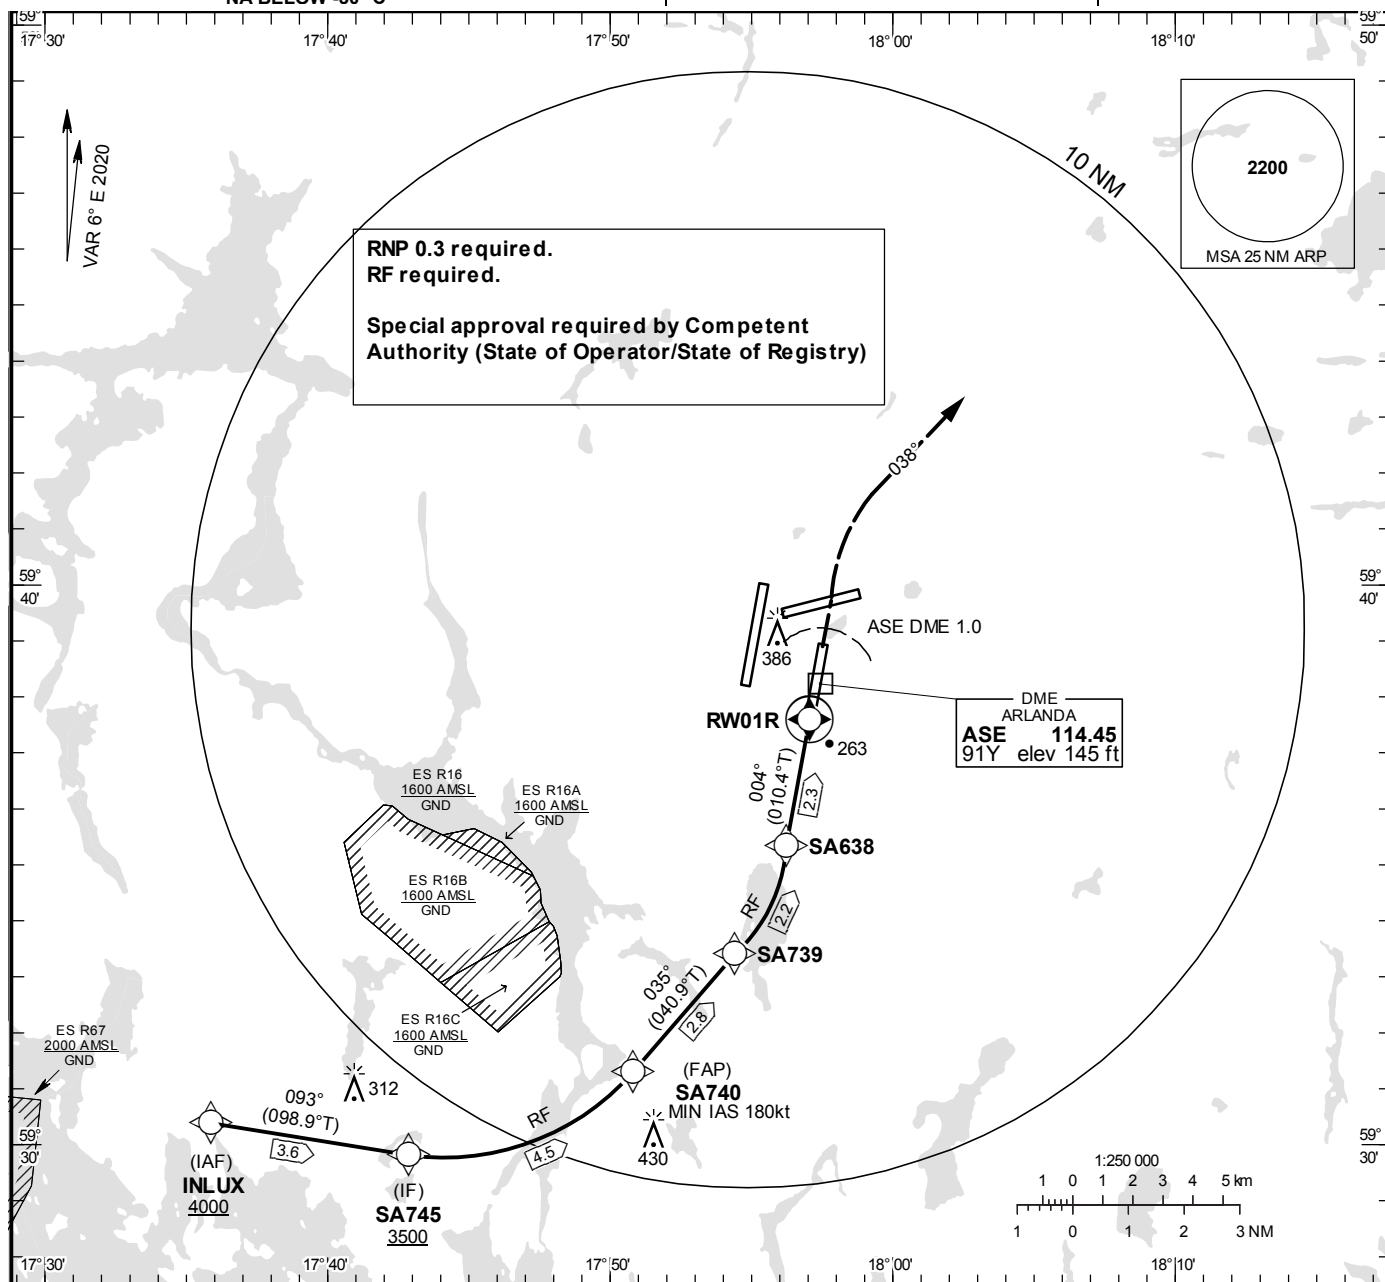 59°
50'
17° 30'
17° 40'
17° 50'
18° 00'
18° 10'
59°
50'
VAR 6° E 2020
10 NM
2200
MSA 25 NM ARP
RNP 0.3 required.
RF required.
Special approval required by Competent
Authority (State of Operator/State of Registry)
038°
59°
40'
59°
40'
386
ASE DME 1.0
RW01R
263
DME
ARLANDA
ASE 114.45
91Y elev 145 ft
004°
(010.4°T)
2.3
SA638
ES R16
1600 AMSL
GND
ES R16A
1600 AMSL
GND
ES R16B
1600 AMSL
GND
ES R16C
1600 AMSL
GND
RF
2.2
SA739
035°
(040.9°T)
2.8
ES R67
2000 AMSL
GND
312
(FAP)
SA740
MIN IAS 180kt
430
093°
(098.9°T)
3.6
RF
4.5
(IAF)
INLUX
4000
(IF)
SA745
3500
59°
30'
59°
30'
1:250 000
1 0 1 2 3 4 5 km
1 0 1 2 3 NM
17° 30'
17° 40'
17° 50'
18° 00'
18° 10'